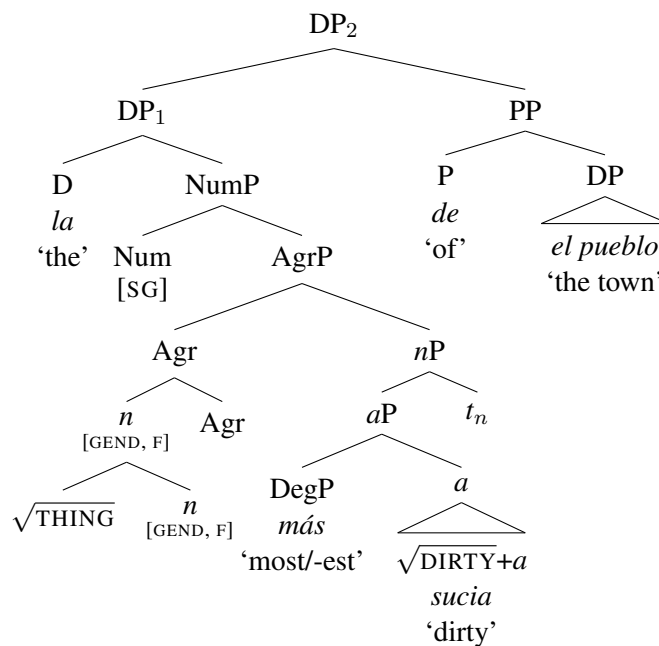 DP₂
DP₁ PP
D NumP P DP
la de
‘the’ ‘of’ el pueblo
Num AgrP ‘the town’
[SG]
Agr nP
n Agr aP tₙ
[GEND, F]
√THING n DegP a
[GEND, F] más
‘most/-est’ √DIRTY+a
sucia
‘dirty’